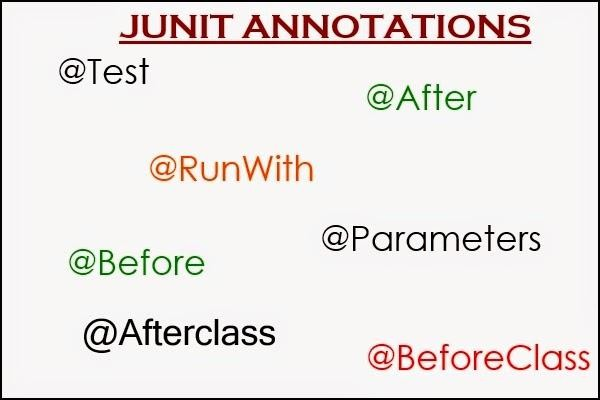 JUNIT ANNOTATIONS
@Test
@After
@RunWith
@Parameters
@Before
@Afterclass
@BeforeClass